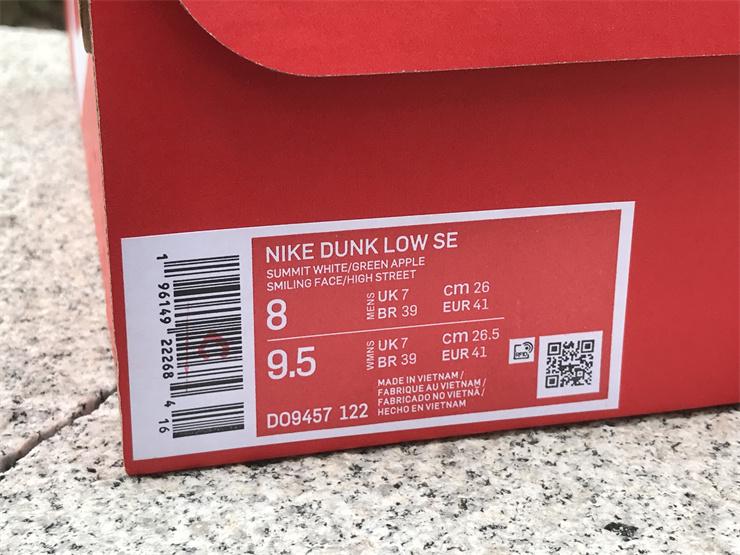 NIKE DUNK LOW SE
SUMMIT WHITE/GREEN APPLE
SMILING FACE/HIGH STREET
8 MENS UK 7 cm 26
BR 39 EUR 41
9.5 WMNS UK 7 cm 26.5
BR 39 EUR 41
DO9457 122
MADE IN VIETNAM /
FABRIQUE AU VIETNAM /
FABRICADO NO VIETNÃ /
HECHO EN VIETNAM
1 96149 22268 4 16